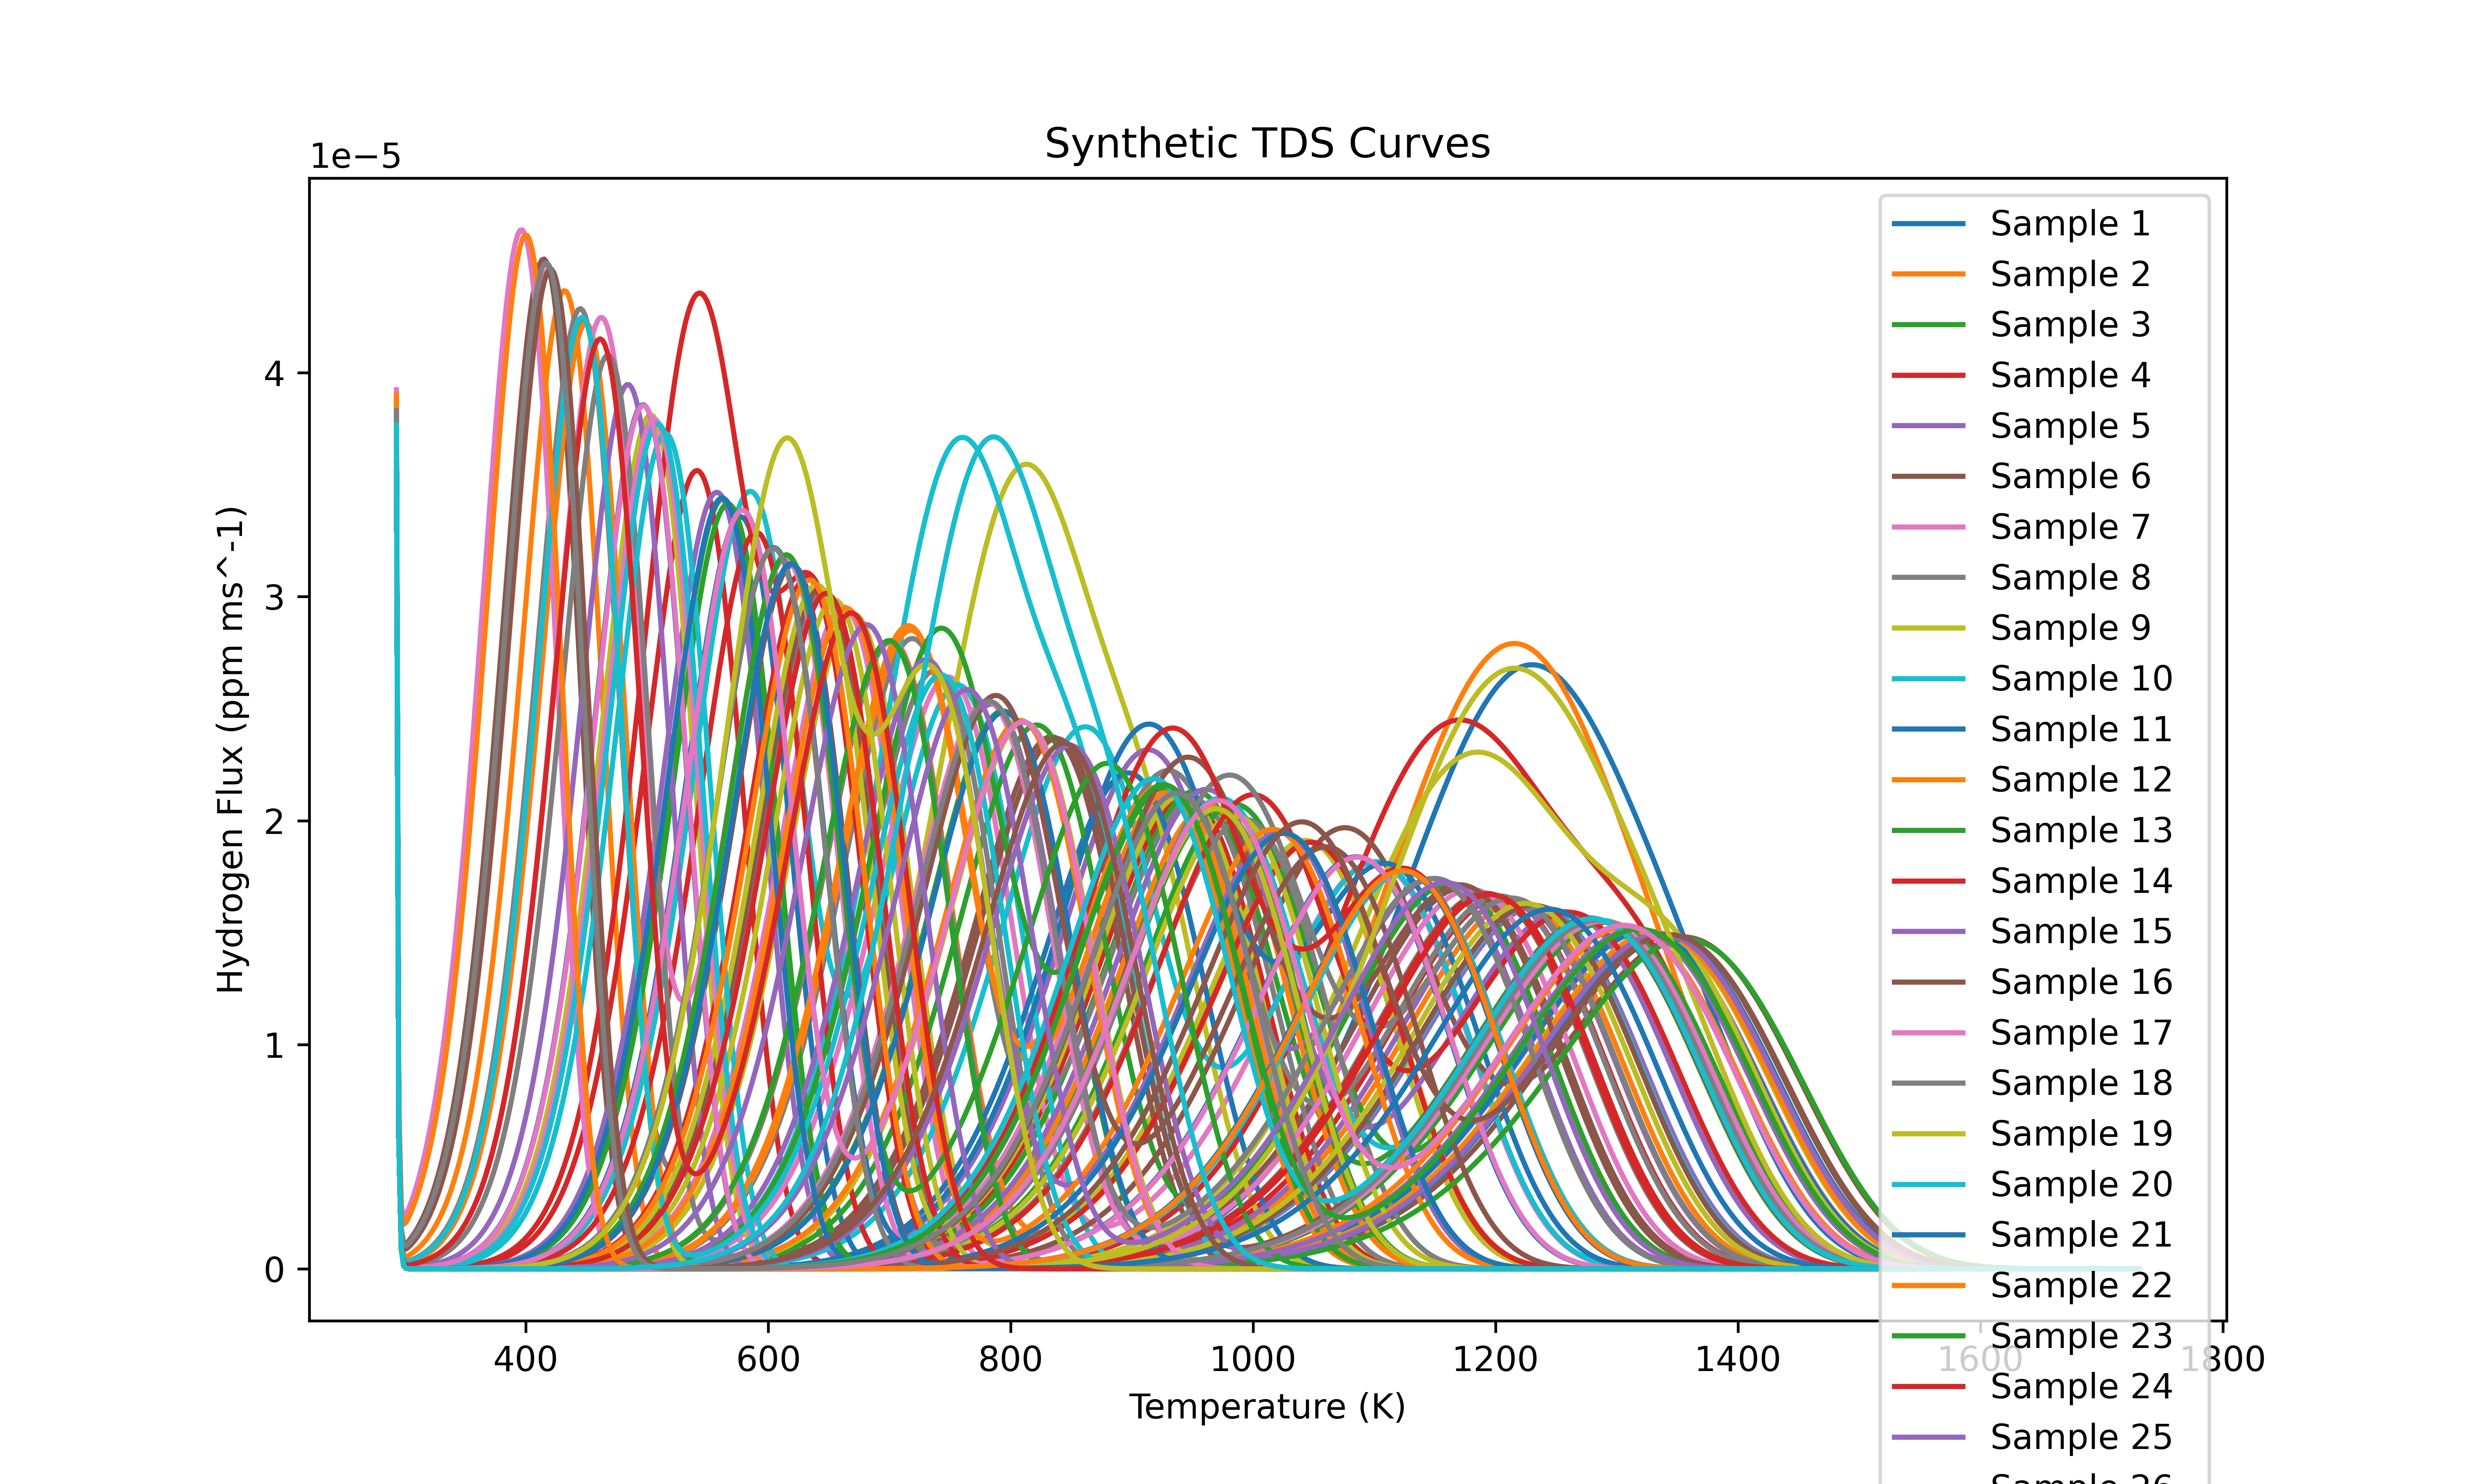 Synthetic TDS Curves
1e−5
Hydrogen Flux (ppm ms^-1)
4
3
2
1
0
400 600 800 1000 1200 1400 1600 1800
Temperature (K)
Sample 1
Sample 2
Sample 3
Sample 4
Sample 5
Sample 6
Sample 7
Sample 8
Sample 9
Sample 10
Sample 11
Sample 12
Sample 13
Sample 14
Sample 15
Sample 16
Sample 17
Sample 18
Sample 19
Sample 20
Sample 21
Sample 22
Sample 23
Sample 24
Sample 25